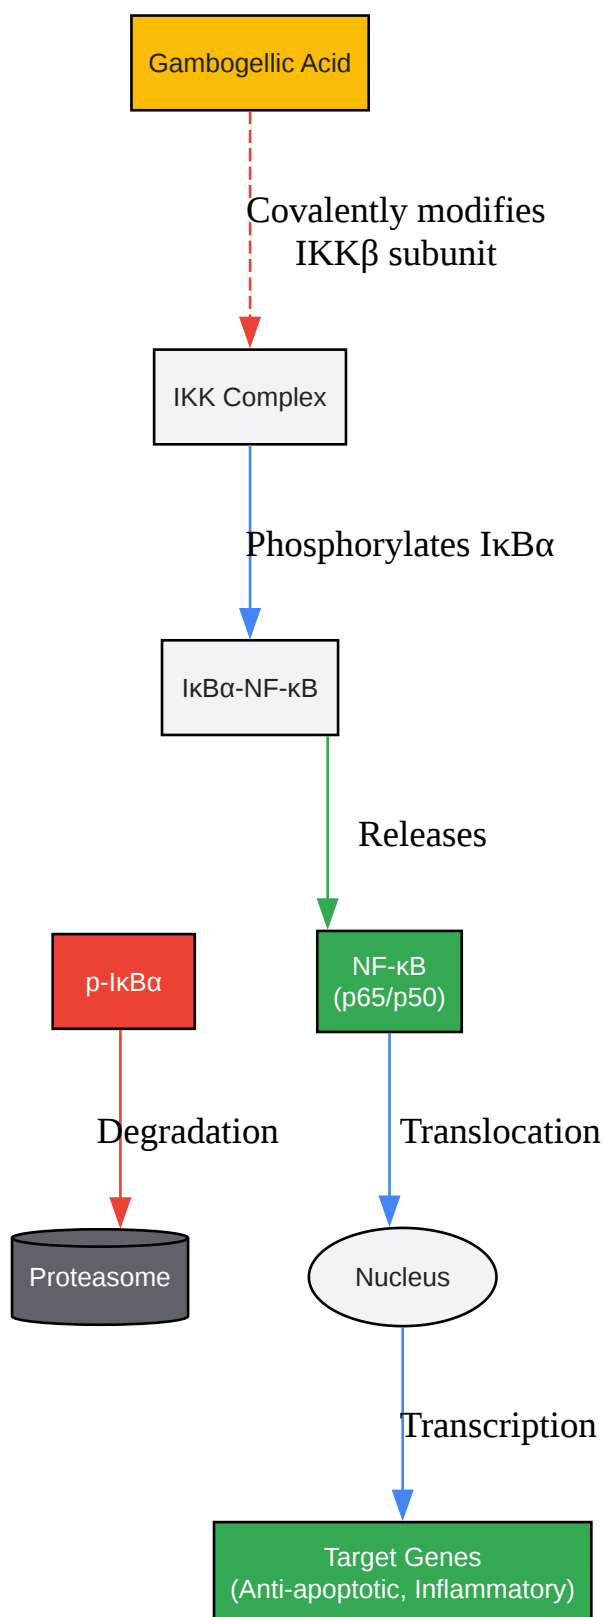 Gambogellic Acid
Covalently modifies
IKKβ subunit
IKK Complex
Phosphorylates IκBα
IκBα-NF-κB
Releases
p-IκBα
NF-κB
(p65/p50)
Degradation
Translocation
Proteasome
Nucleus
Transcription
Target Genes
(Anti-apoptotic, Inflammatory)